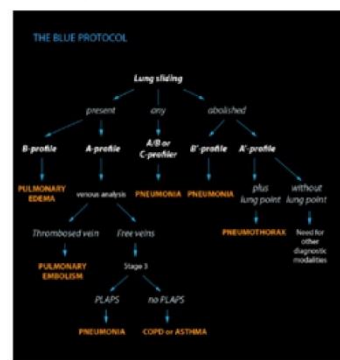 THE BLUE PROTOCOL
Lung sliding
present any abolished
B-profile A-profile A/B or C-profiler B'-profile A'-profile
PULMONARY EDEMA venous analysis PNEUMONIA PNEUMONIA plus lung point without lung point
Thrombosed vein Free veins PNEUMOTHORAX Need for other diagnostic modalities
PULMONARY EMBOLISM Stage 3
PLAPS no PLAPS
PNEUMONIA COPD or ASTHMA